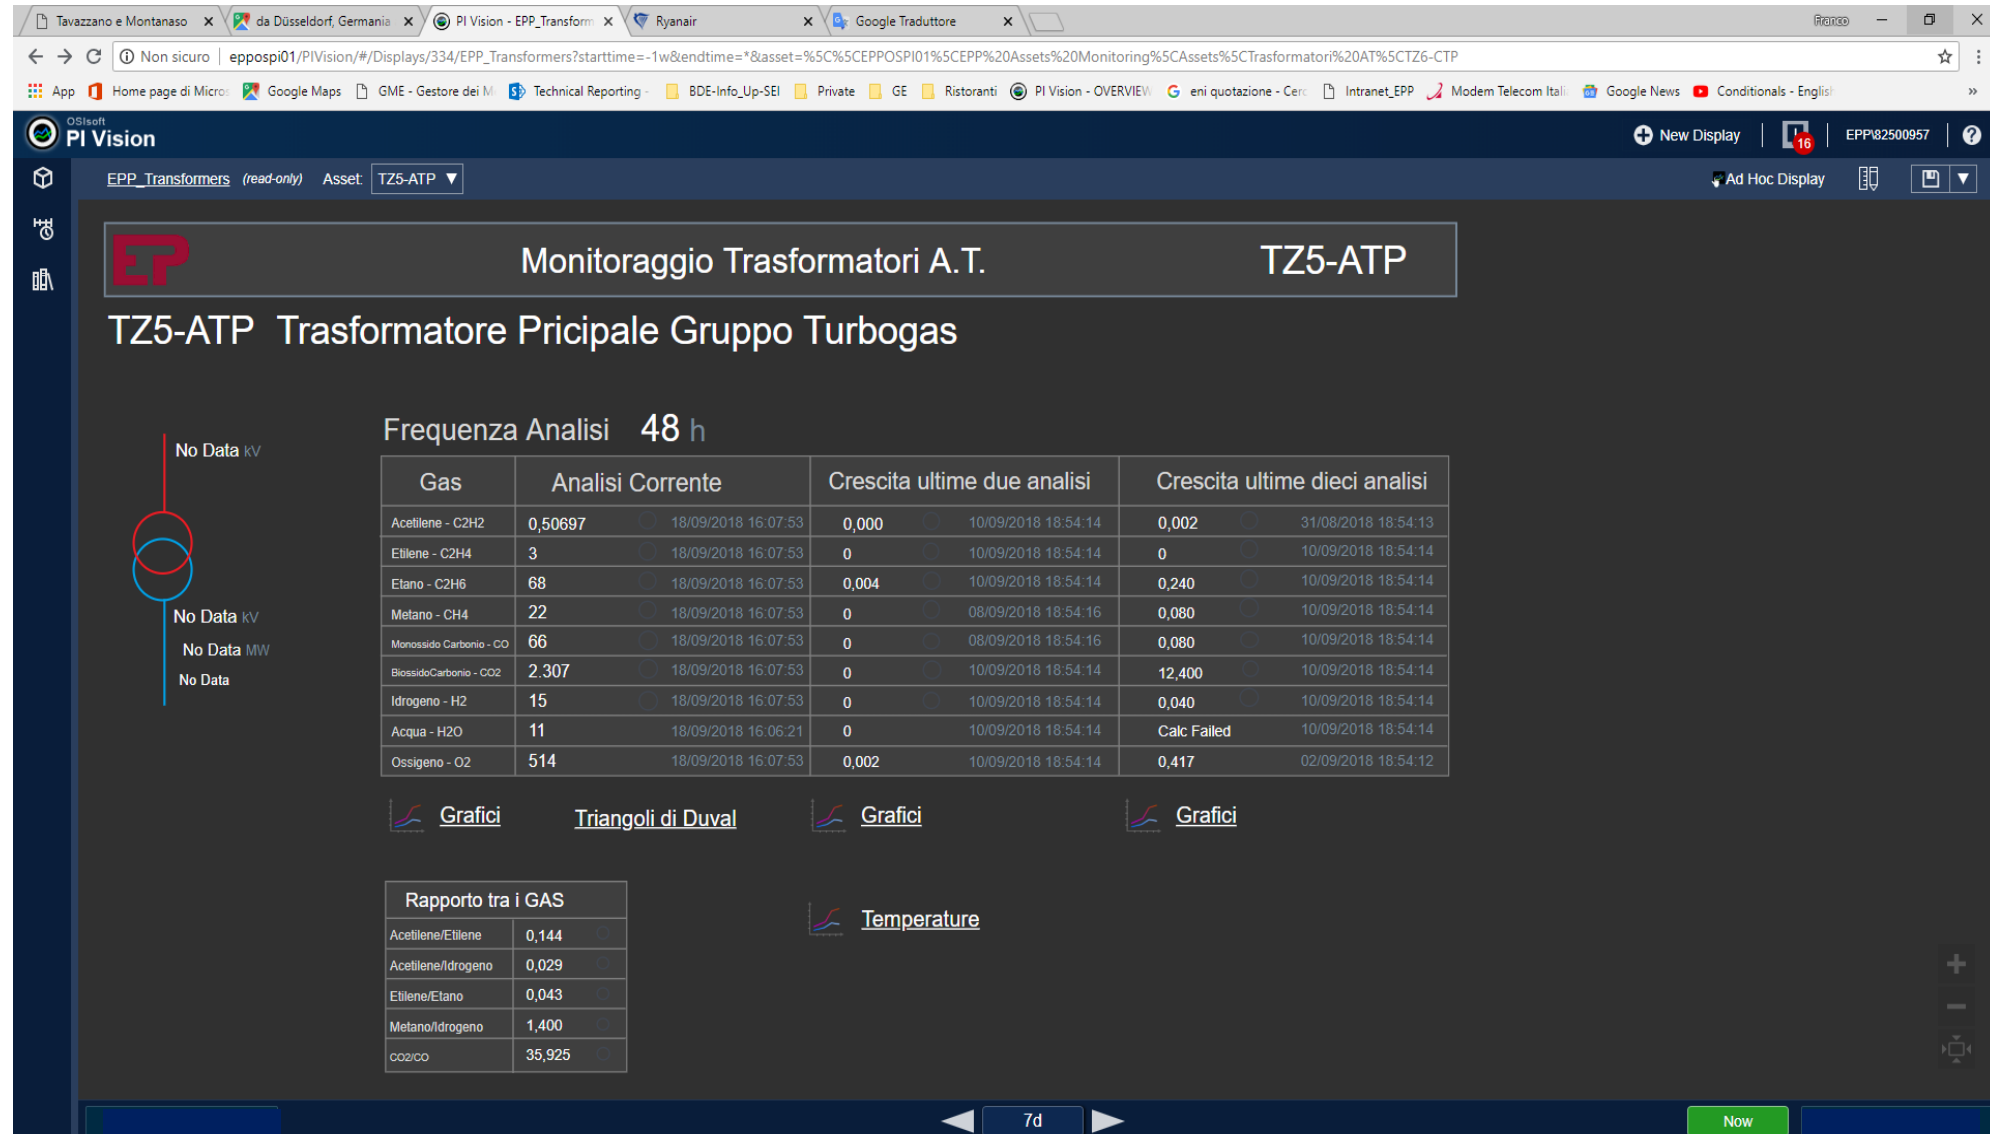 Tavazzano e Montanaso
da Düsseldorf, Germania
PI Vision - EPP_Transform
Ryanair
Google Traduttore
Franco
Non sicuro | eppospi01/PIVision/#/Displays/334/EPP_Transformers?starttime=-1w&endtime=*&asset=%5C%5CEPPOSPI01%5CEPP%20Assets%20Monitoring%5CAssets%5CTrasformatori%20AT%5CTZ6-CTP
App Home page di Micros Google Maps GME - Gestore dei M Technical Reporting - BDE-Info_Up-SEI Private GE Ristoranti PI Vision - OVERVIEW eni quotazione - Cerc Intranet_EPP Modem Telecom Itali Google News Conditionals - English »
OSIsoft
PI Vision
New Display 16 EPP\82500957 ?
EPP_Transformers (read-only) Asset: TZ5-ATP
Ad Hoc Display
EP Monitoraggio Trasformatori A.T. TZ5-ATP
TZ5-ATP Trasformatore Pricipale Gruppo Turbogas
Frequenza Analisi 48 h
No Data kV
No Data kV
No Data MW
No Data
Gas Analisi Corrente Crescita ultime due analisi Crescita ultime dieci analisi
Acetilene - C2H2 0,50697 18/09/2018 16:07:53 0,000 10/09/2018 18:54:14 0,002 31/08/2018 18:54:13
Etilene - C2H4 3 18/09/2018 16:07:53 0 10/09/2018 18:54:14 0 10/09/2018 18:54:14
Etano - C2H6 68 18/09/2018 16:07:53 0,004 10/09/2018 18:54:14 0,240 10/09/2018 18:54:14
Metano - CH4 22 18/09/2018 16:07:53 0 08/09/2018 18:54:16 0,080 10/09/2018 18:54:14
Monossido Carbonio - CO 66 18/09/2018 16:07:53 0 08/09/2018 18:54:16 0,080 10/09/2018 18:54:14
BiossidoCarbonio - CO2 2.307 18/09/2018 16:07:53 0 10/09/2018 18:54:14 12,400 10/09/2018 18:54:14
Idrogeno - H2 15 18/09/2018 16:07:53 0 10/09/2018 18:54:14 0,040 10/09/2018 18:54:14
Acqua - H2O 11 18/09/2018 16:06:21 0 10/09/2018 18:54:14 Calc Failed 10/09/2018 18:54:14
Ossigeno - O2 514 18/09/2018 16:07:53 0,002 10/09/2018 18:54:14 0,417 02/09/2018 18:54:12
Grafici Triangoli di Duval Grafici Grafici
Rapporto tra i GAS
Acetilene/Etilene 0,144
Acetilene/Idrogeno 0,029
Etilene/Etano 0,043
Metano/Idrogeno 1,400
CO2/CO 35,925
Temperature
7d
Now